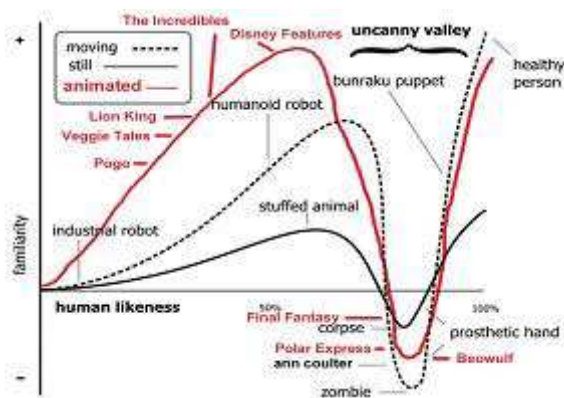 +
The Incredibles
Disney Features
uncanny valley
moving
still
animated
healthy
person
bunraku puppet
Lion King
humanoid robot
Veggie Tales
Pogo
stuffed animal
industrial robot
familiarity
human likeness
50%
100%
Final Fantasy
corpse
prosthetic hand
Polar Express
Beowulf
ann coulter
−
zombie